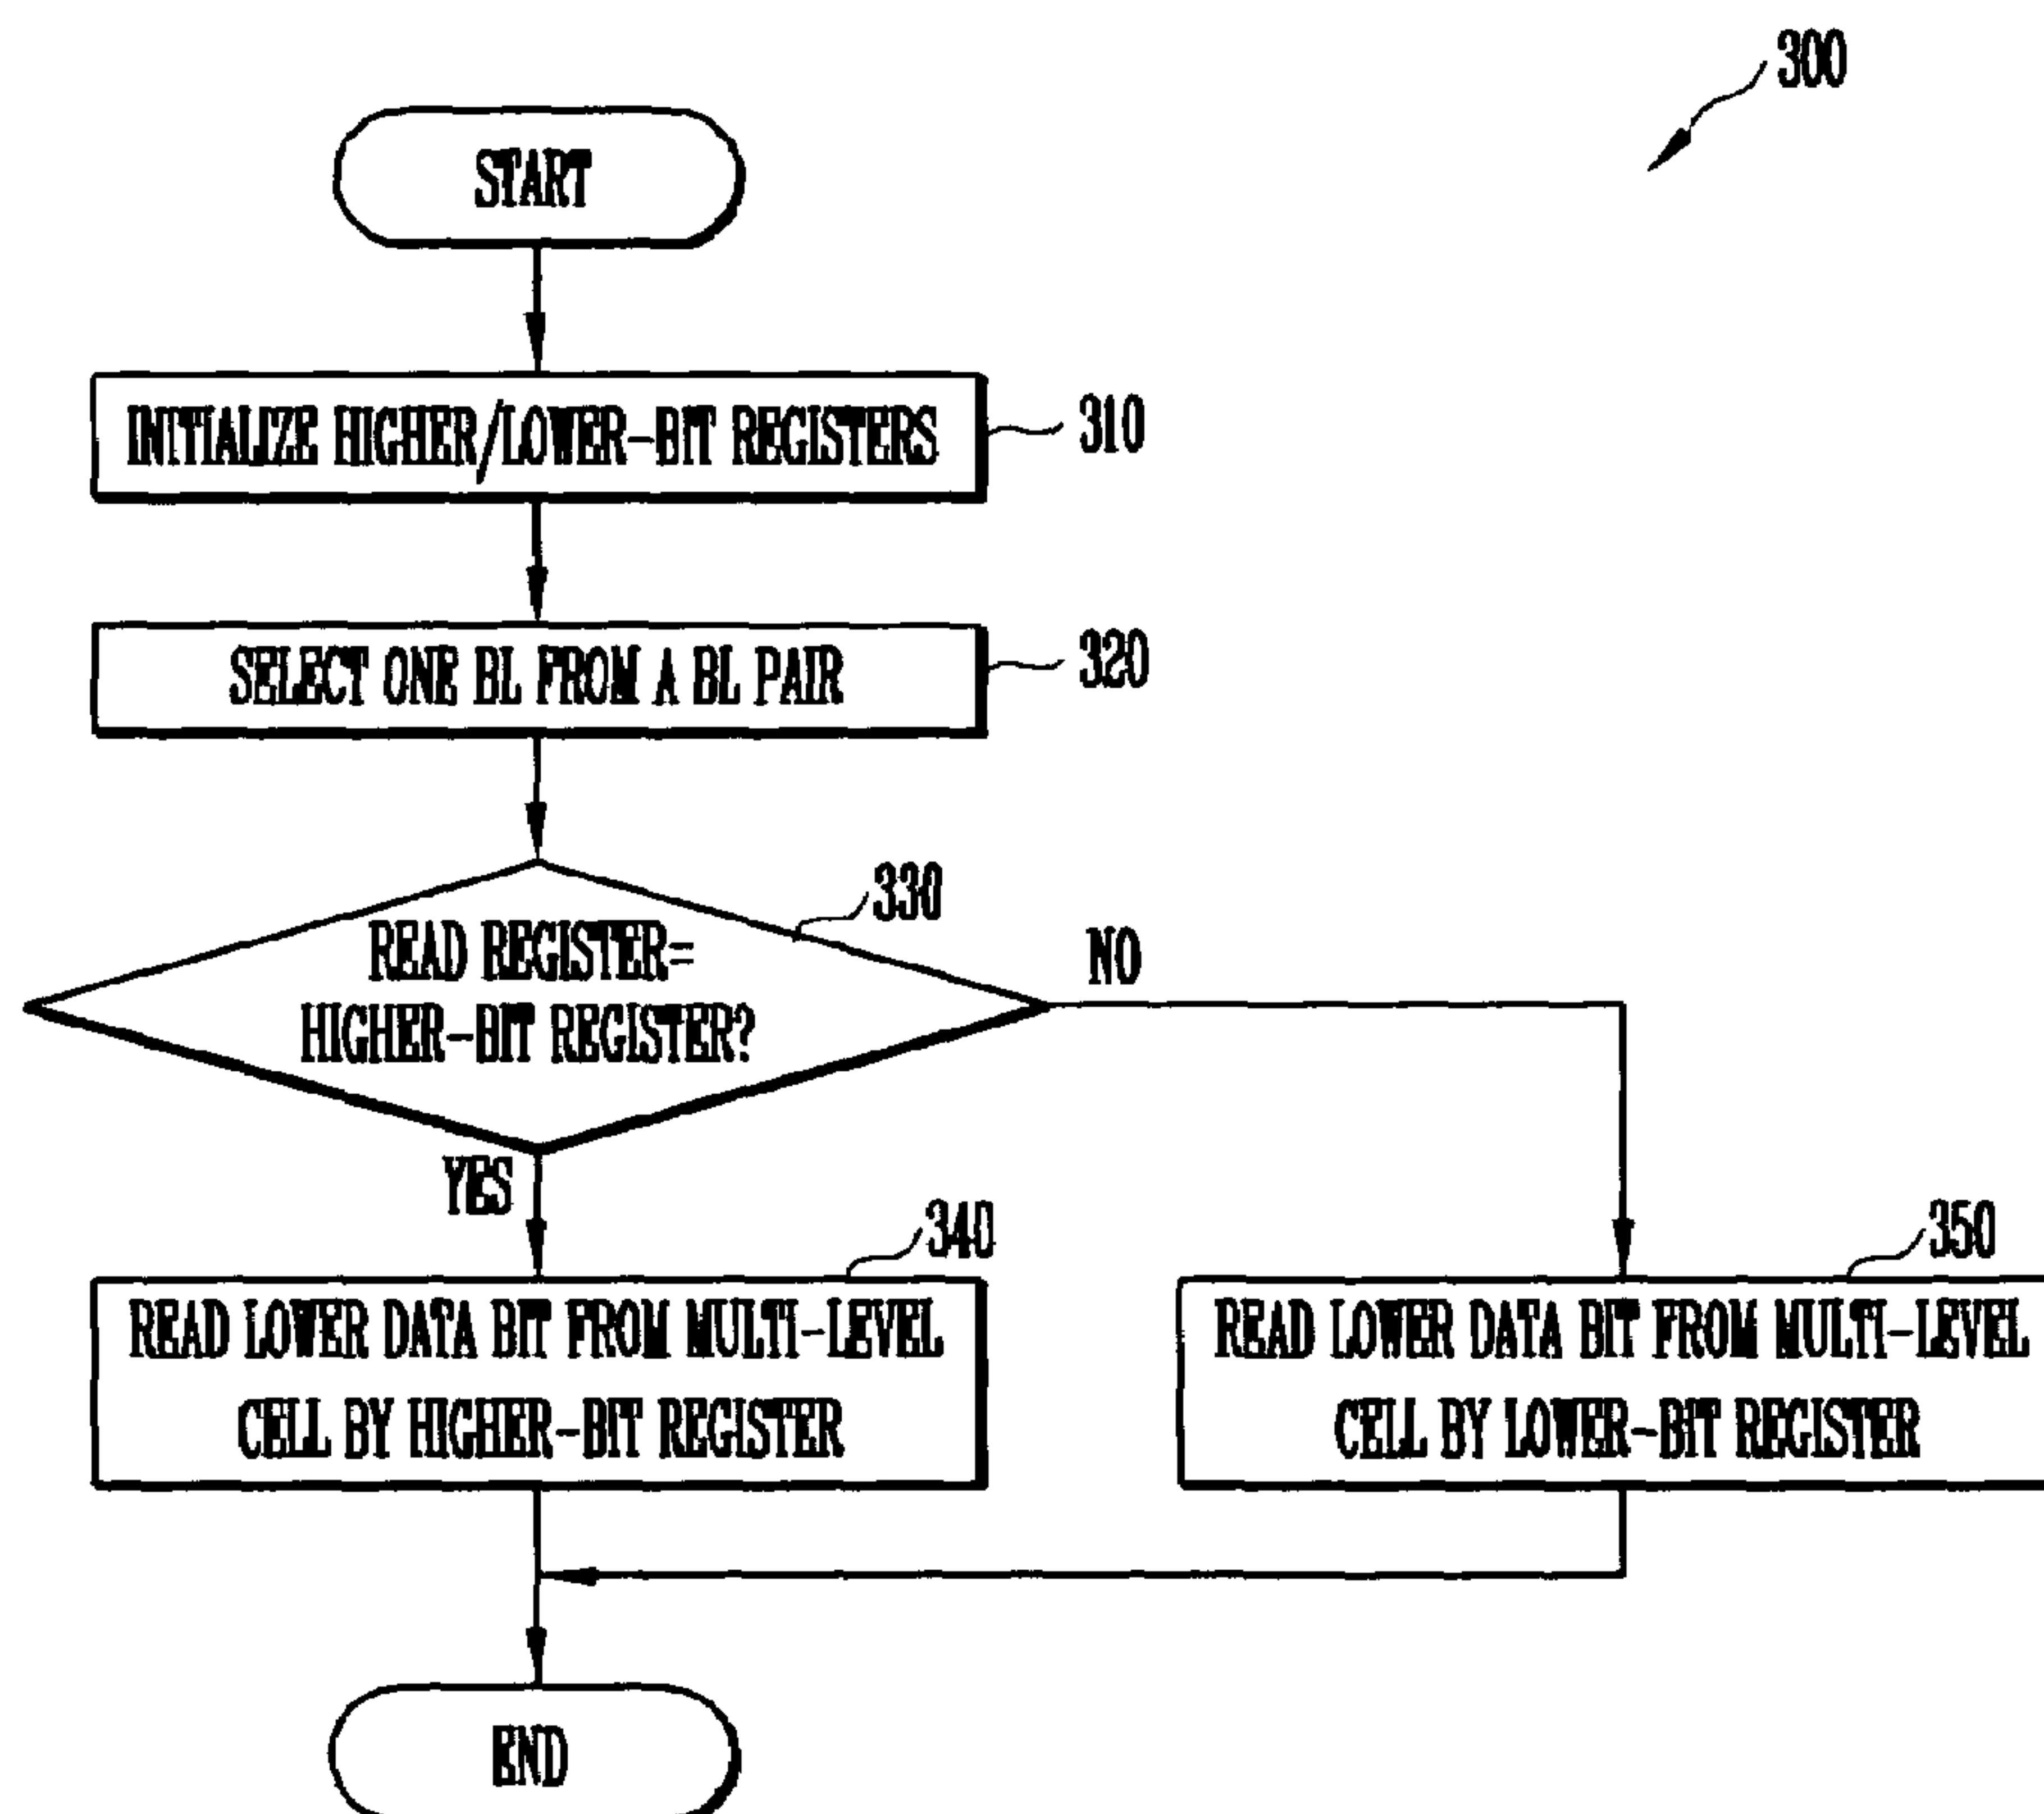 300
START
INITIALIZE HIGHER/LOWER-BIT REGISTERS
310
SELECT ONE BL FROM A BL PAIR
320
330
READ REGISTER=
HIGHER-BIT REGISTER?
NO
YES
340
READ LOWER DATA BIT FROM MULTI-LEVEL
CELL BY HIGHER-BIT REGISTER
350
READ LOWER DATA BIT FROM MULTI-LEVEL
CELL BY LOWER-BIT REGISTER
END